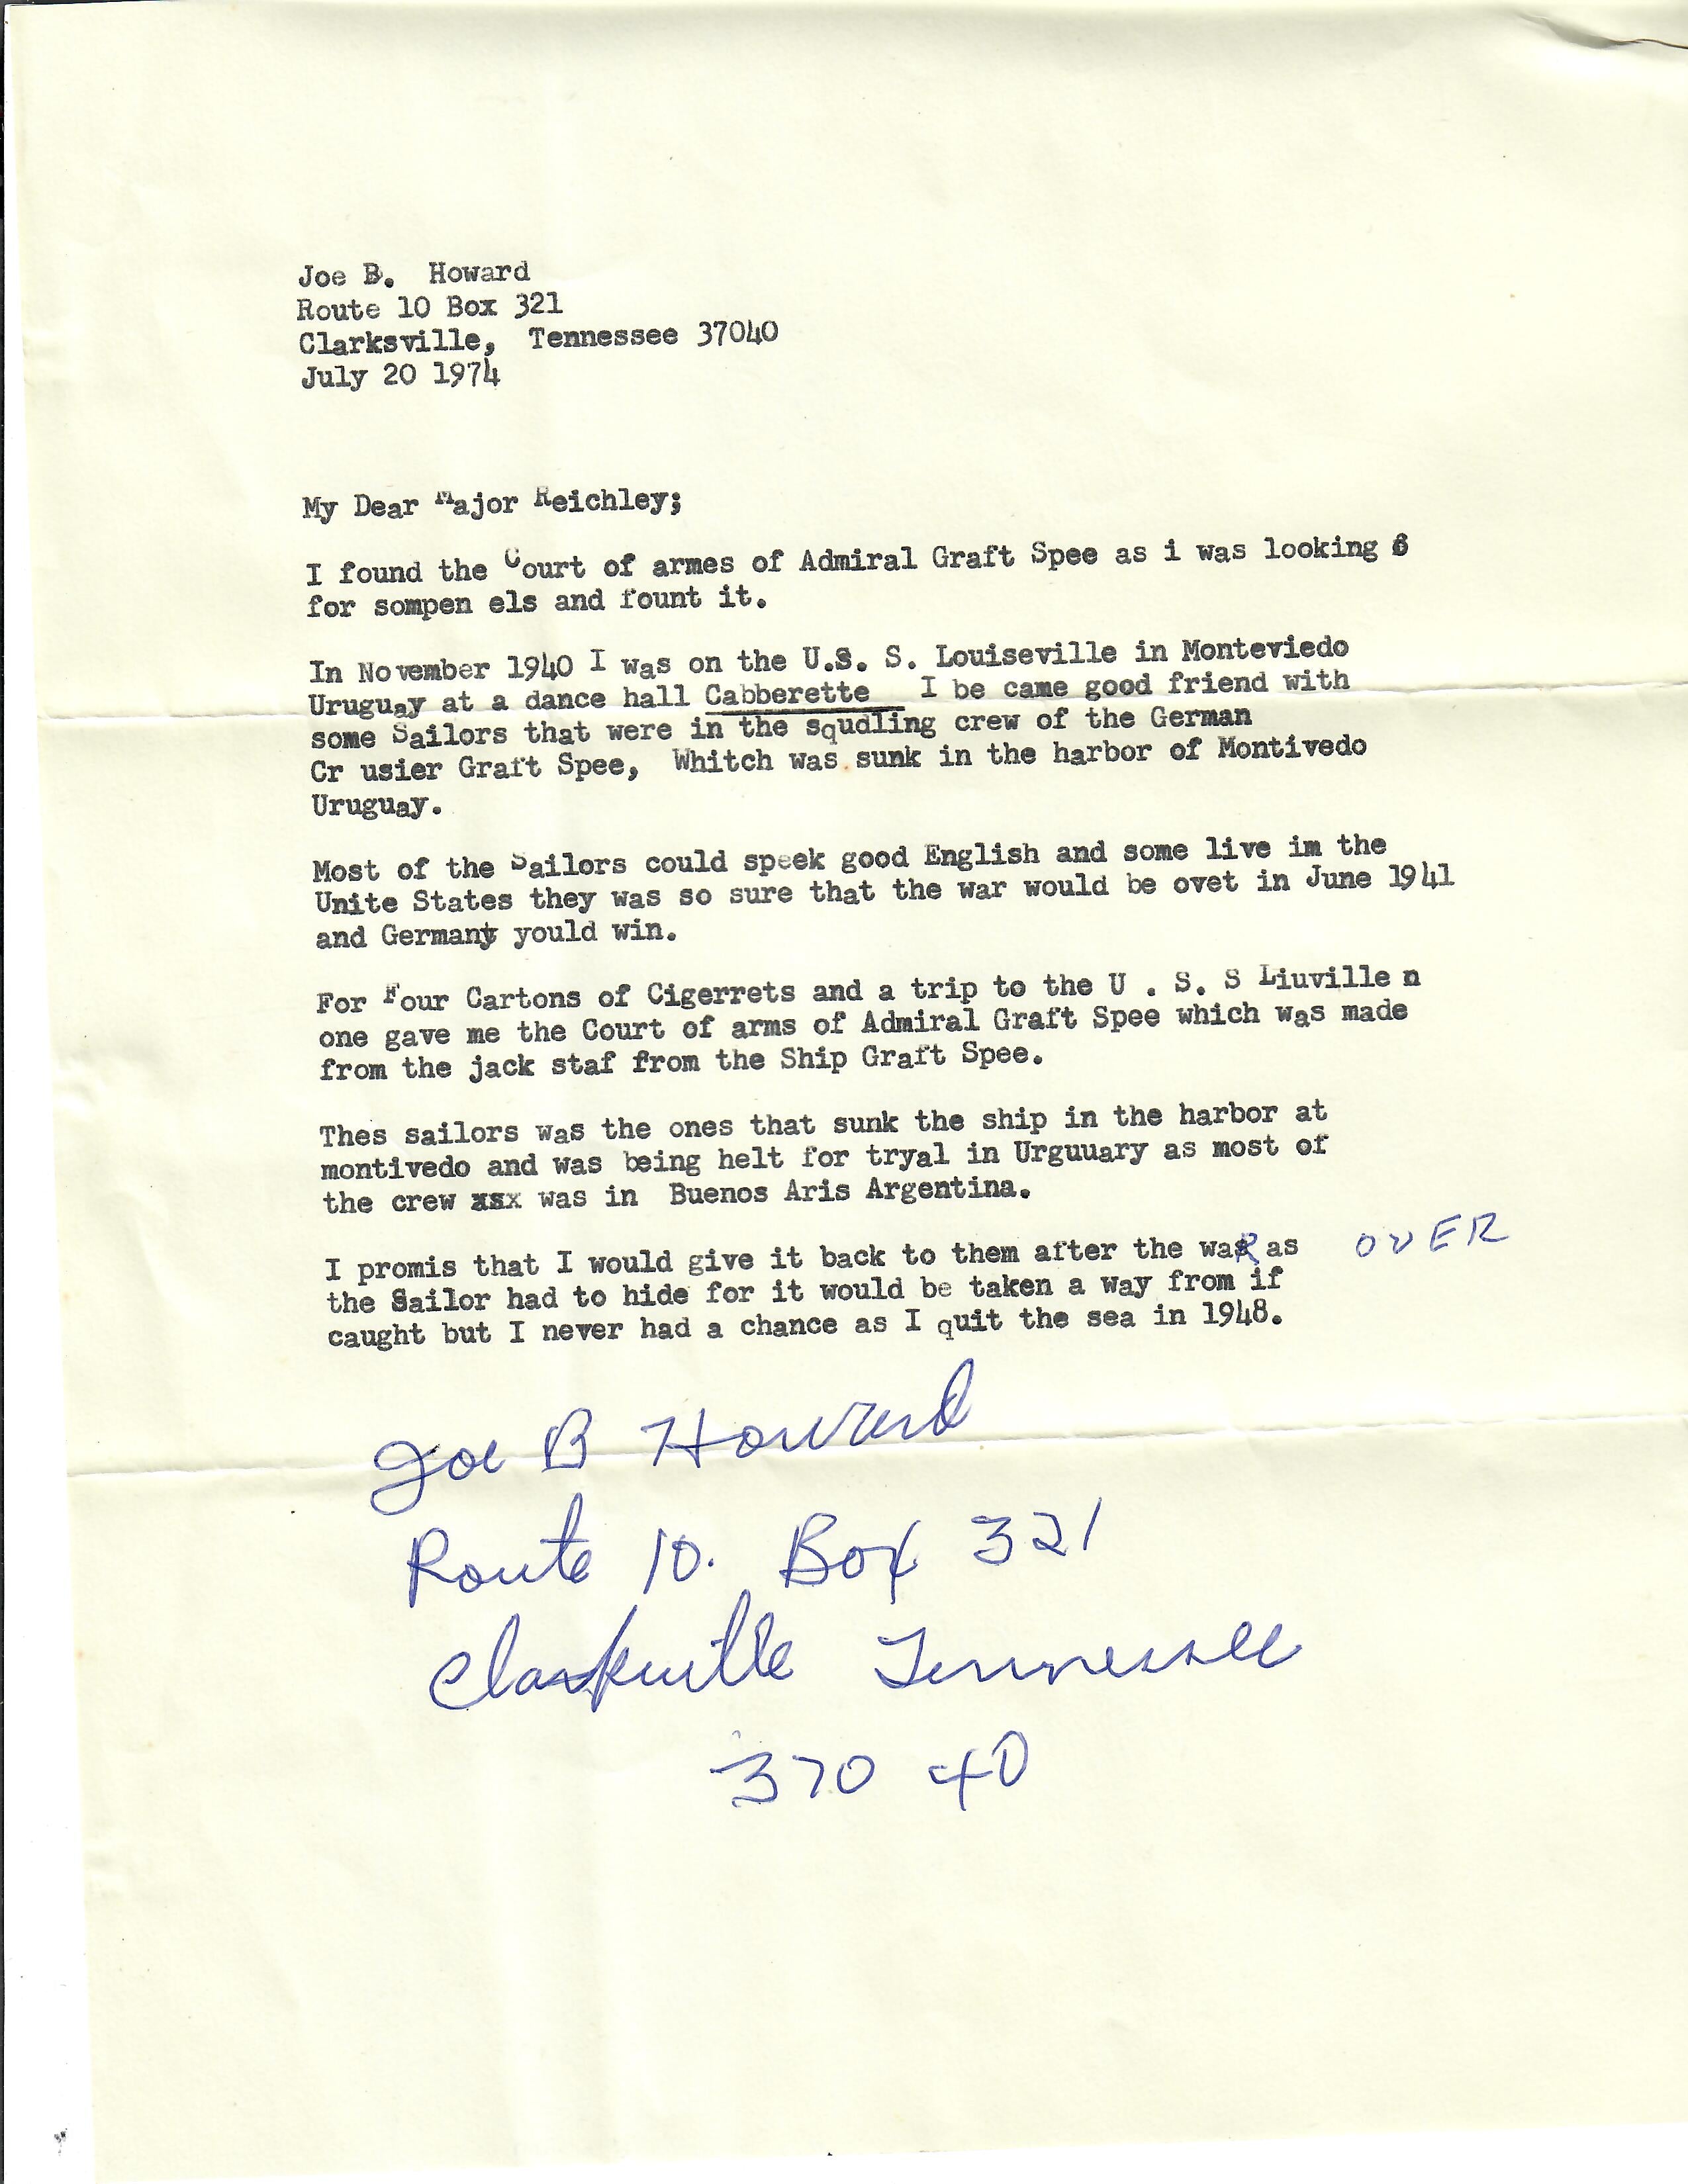 Joe B. Howard
Route 10 Box 321
Clarksville, Tennessee 37040
July 20 1974
My Dear Major Reichley;
I found the Court of armes of Admiral Graft Spee as i was looking
for sompen els and fount it.
In November 1940 I was on the U.S. S. Louiseville in Monteviedo
Uruguay at a dance hall Cabberette I be came good friend with
some Sailors that were in the squdling crew of the German
Cr usier Graft Spee, Whitch was sunk in the harbor of Montivedo
Uruguay.
Most of the Sailors could speek good English and some live in the
Unite States they was so sure that the war would be ovet in June 1941
and Germany yould win.
For Four Cartons of Cigerrets and a trip to the U . S. S Liuville n
one gave me the Court of arms of Admiral Graft Spee which was made
from the jack staf from the Ship Graft Spee.
Thes sailors was the ones that sunk the ship in the harbor at
montivedo and was being helt for tryal in Urguuary as most of
the crew xsx was in Buenos Aris Argentina.
I promis that I would give it back to them after the waR as OVER
the Sailor had to hide for it would be taken a way from if
caught but I never had a chance as I quit the sea in 1948.
Joe B Howard
Route 10. Box 321
Clarkville Tennessee
370 40